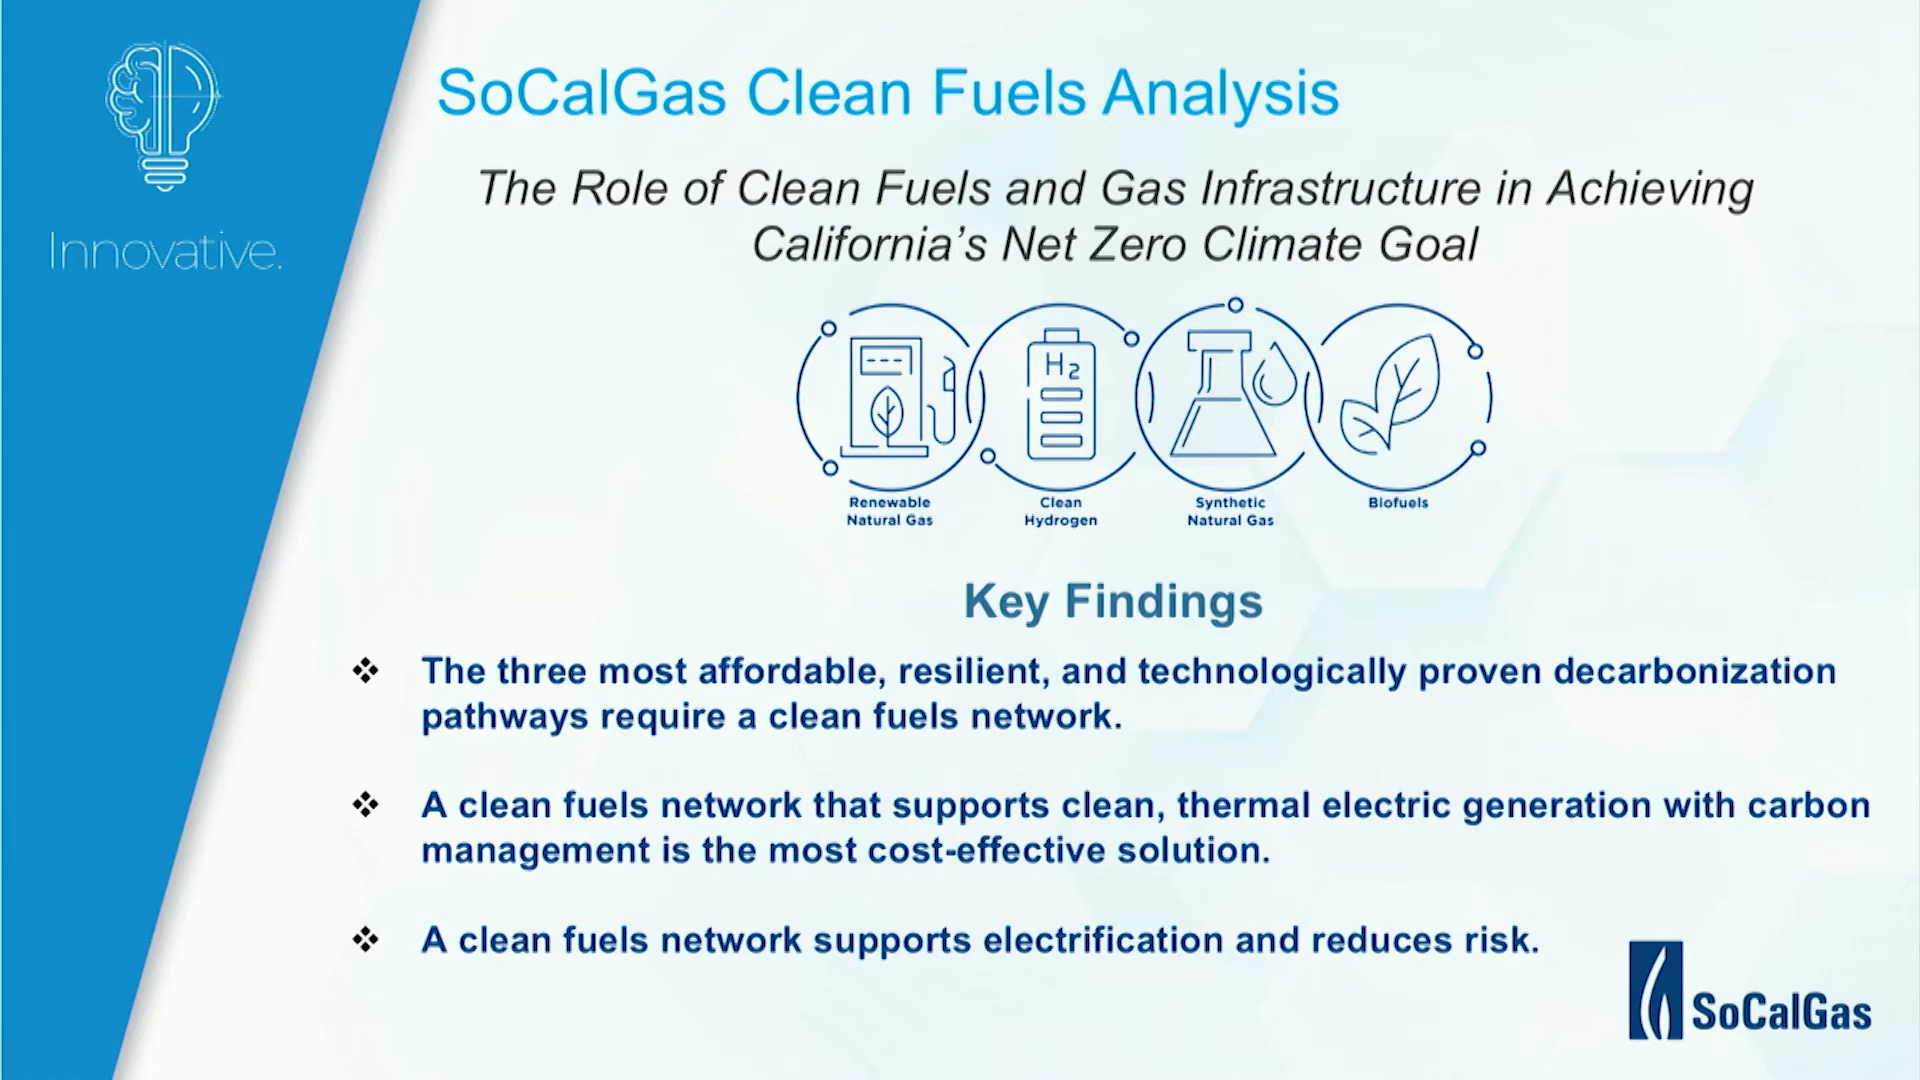 Innovative.
SoCalGas Clean Fuels Analysis
The Role of Clean Fuels and Gas Infrastructure in Achieving
California's Net Zero Climate Goal
H2
Renewable
Natural Gas
Clean
Hydrogen
Synthetic
Natural Gas
Biofuels
Key Findings
❖ The three most affordable, resilient, and technologically proven decarbonization
pathways require a clean fuels network.
❖ A clean fuels network that supports clean, thermal electric generation with carbon
management is the most cost-effective solution.
❖ A clean fuels network supports electrification and reduces risk.
SoCalGas